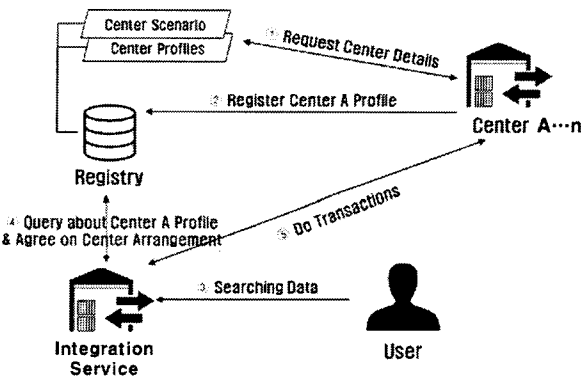 Center Scenario
Center Profiles
① Request Center Details
② Register Center A Profile
Center A···n
Registry
④ Query about Center A Profile
& Agree on Center Arrangement
⑤ Do Transactions
③ Searching Data
Integration
Service
User